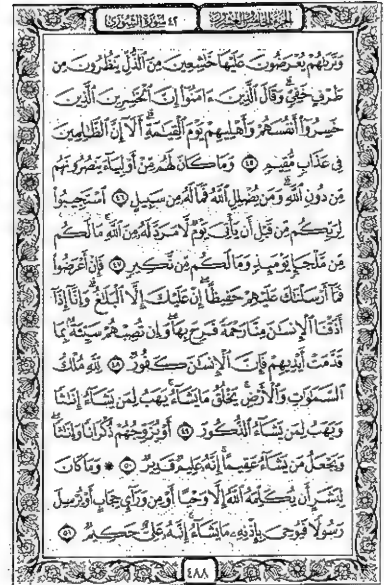 الجزء الخامس والعشرون ٤٢ سورة الشورى
وَتَرَىٰهُمْ يُعْرَضُونَ عَلَيْهَا خَٰشِعِينَ مِنَ ٱلذُّلِّ يَنظُرُونَ مِن
طَرْفٍ خَفِىٍّ ۗ وَقَالَ ٱلَّذِينَ ءَامَنُوٓا۟ إِنَّ ٱلْخَٰسِرِينَ ٱلَّذِينَ
خَسِرُوٓا۟ أَنفُسَهُمْ وَأَهْلِيهِمْ يَوْمَ ٱلْقِيَٰمَةِ ۗ أَلَآ إِنَّ ٱلظَّٰلِمِينَ
فِى عَذَابٍ مُّقِيمٍ ٤٥ وَمَا كَانَ لَهُم مِّنْ أَوْلِيَآءَ يَنصُرُونَهُم
مِّن دُونِ ٱللَّهِ ۗ وَمَن يُضْلِلِ ٱللَّهُ فَمَا لَهُۥ مِن سَبِيلٍ ٤٦ ٱسْتَجِيبُوا۟
لِرَبِّكُم مِّن قَبْلِ أَن يَأْتِىَ يَوْمٌ لَّا مَرَدَّ لَهُۥ مِنَ ٱللَّهِ ۚ مَا لَكُم
مِّن مَّلْجَإٍ يَوْمَئِذٍ وَمَا لَكُم مِّن نَّكِيرٍ ٤٧ فَإِنْ أَعْرَضُوا۟
فَمَآ أَرْسَلْنَٰكَ عَلَيْهِمْ حَفِيظًا ۖ إِنْ عَلَيْكَ إِلَّا ٱلْبَلَٰغُ ۗ وَإِنَّآ إِذَآ
أَذَقْنَا ٱلْإِنسَٰنَ مِنَّا رَحْمَةً فَرِحَ بِهَا ۖ وَإِن تُصِبْهُمْ سَيِّئَةٌۢ بِمَا
قَدَّمَتْ أَيْدِيهِمْ فَإِنَّ ٱلْإِنسَٰنَ كَفُورٌ ٤٨ لِّلَّهِ مُلْكُ
ٱلسَّمَٰوَٰتِ وَٱلْأَرْضِ ۚ يَخْلُقُ مَا يَشَآءُ ۚ يَهَبُ لِمَن يَشَآءُ إِنَٰثًا
وَيَهَبُ لِمَن يَشَآءُ ٱلذُّكُورَ ٤٩ أَوْ يُزَوِّجُهُمْ ذُكْرَانًا وَإِنَٰثًا ۖ
وَيَجْعَلُ مَن يَشَآءُ عَقِيمًا ۚ إِنَّهُۥ عَلِيمٌ قَدِيرٌ ٥٠ ۞ وَمَا كَانَ
لِبَشَرٍ أَن يُكَلِّمَهُ ٱللَّهُ إِلَّا وَحْيًا أَوْ مِن وَرَآئِ حِجَابٍ أَوْ يُرْسِلَ
رَسُولًا فَيُوحِىَ بِإِذْنِهِۦ مَا يَشَآءُ ۚ إِنَّهُۥ عَلِىٌّ حَكِيمٌ ٥١
٤٨٨